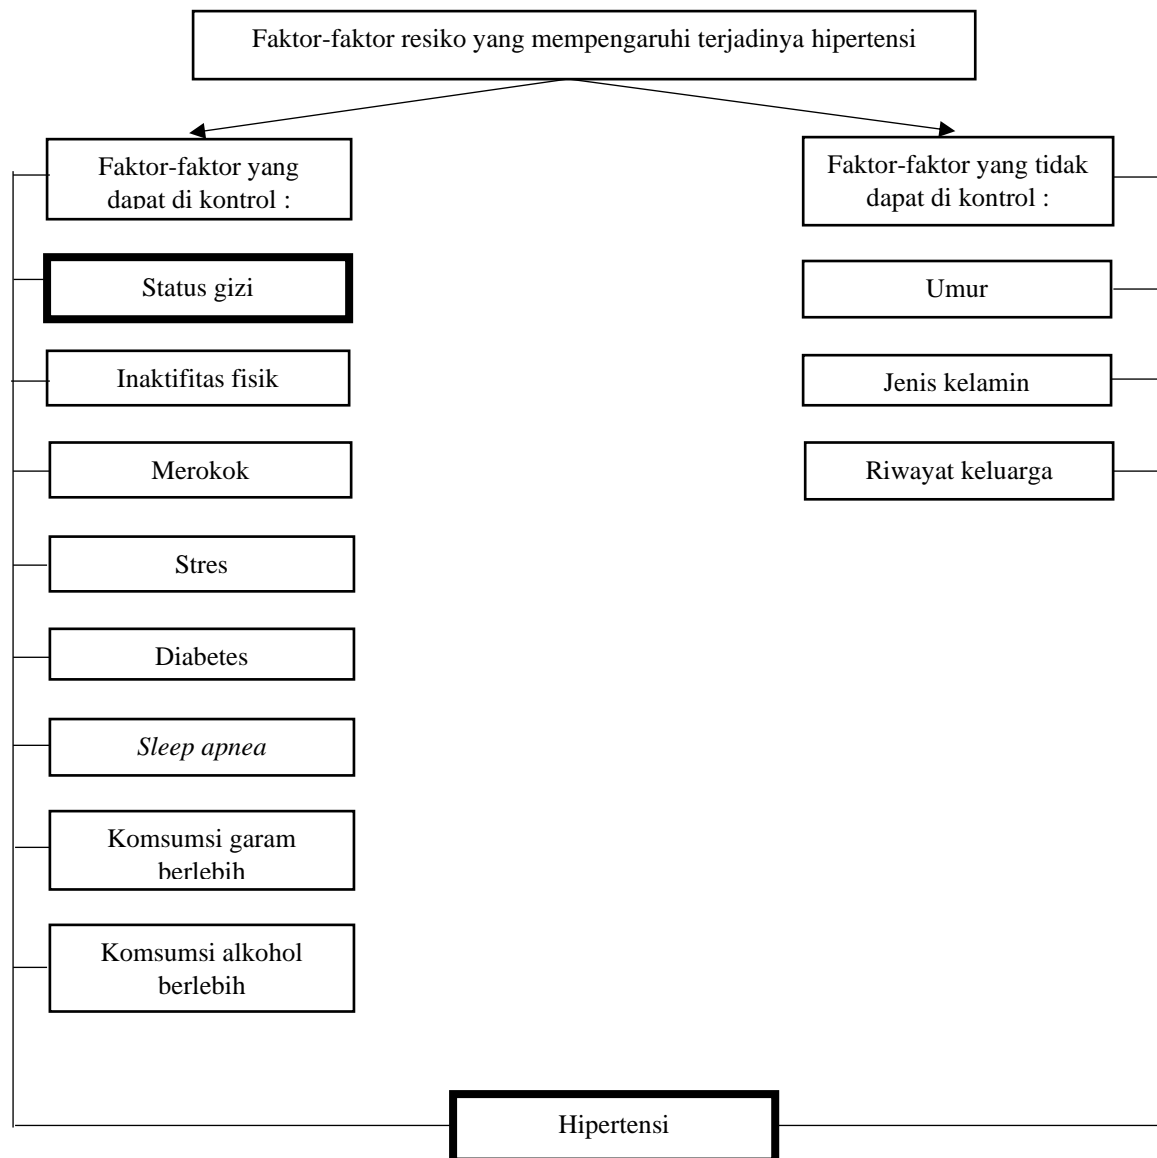 Faktor-faktor resiko yang mempengaruhi terjadinya hipertensi
Faktor-faktor yang
dapat di kontrol :
Status gizi
Inaktifitas fisik
Merokok
Stres
Diabetes
Sleep apnea
Komsumsi garam
berlebih
Komsumsi alkohol
berlebih
Faktor-faktor yang tidak
dapat di kontrol :
Umur
Jenis kelamin
Riwayat keluarga
Hipertensi